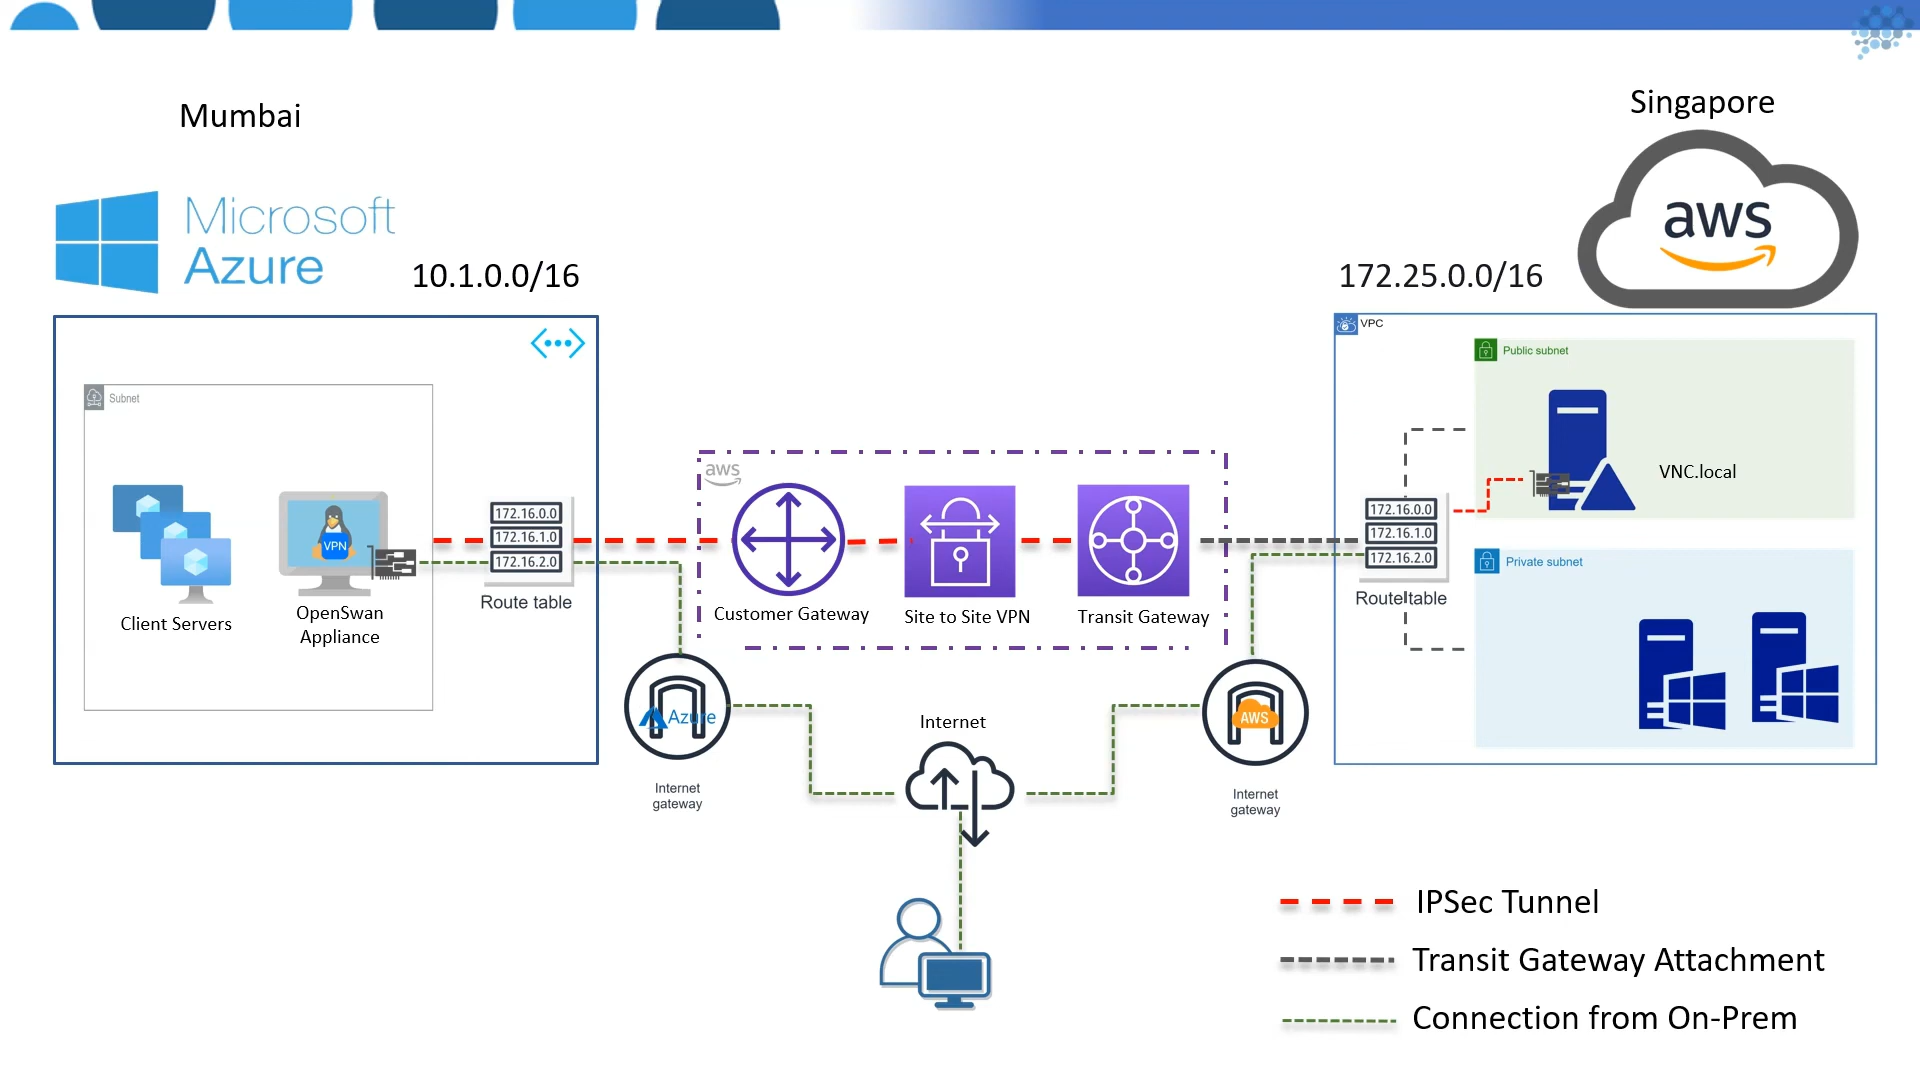 Mumbai
Singapore
Microsoft
Azure
10.1.0.0/16
172.25.0.0/16
aws
VPC
Public subnet
Subnet
VNC.local
aws
VPN
172.16.0.0
172.16.1.0
172.16.2.0
Route table
172.16.0.0
172.16.1.0
172.16.2.0
Route table
Private subnet
Client Servers
OpenSwan
Appliance
Customer Gateway
Site to Site VPN
Transit Gateway
Azure
AWS
Internet
Internet
gateway
Internet
gateway
IPSec Tunnel
Transit Gateway Attachment
Connection from On-Prem